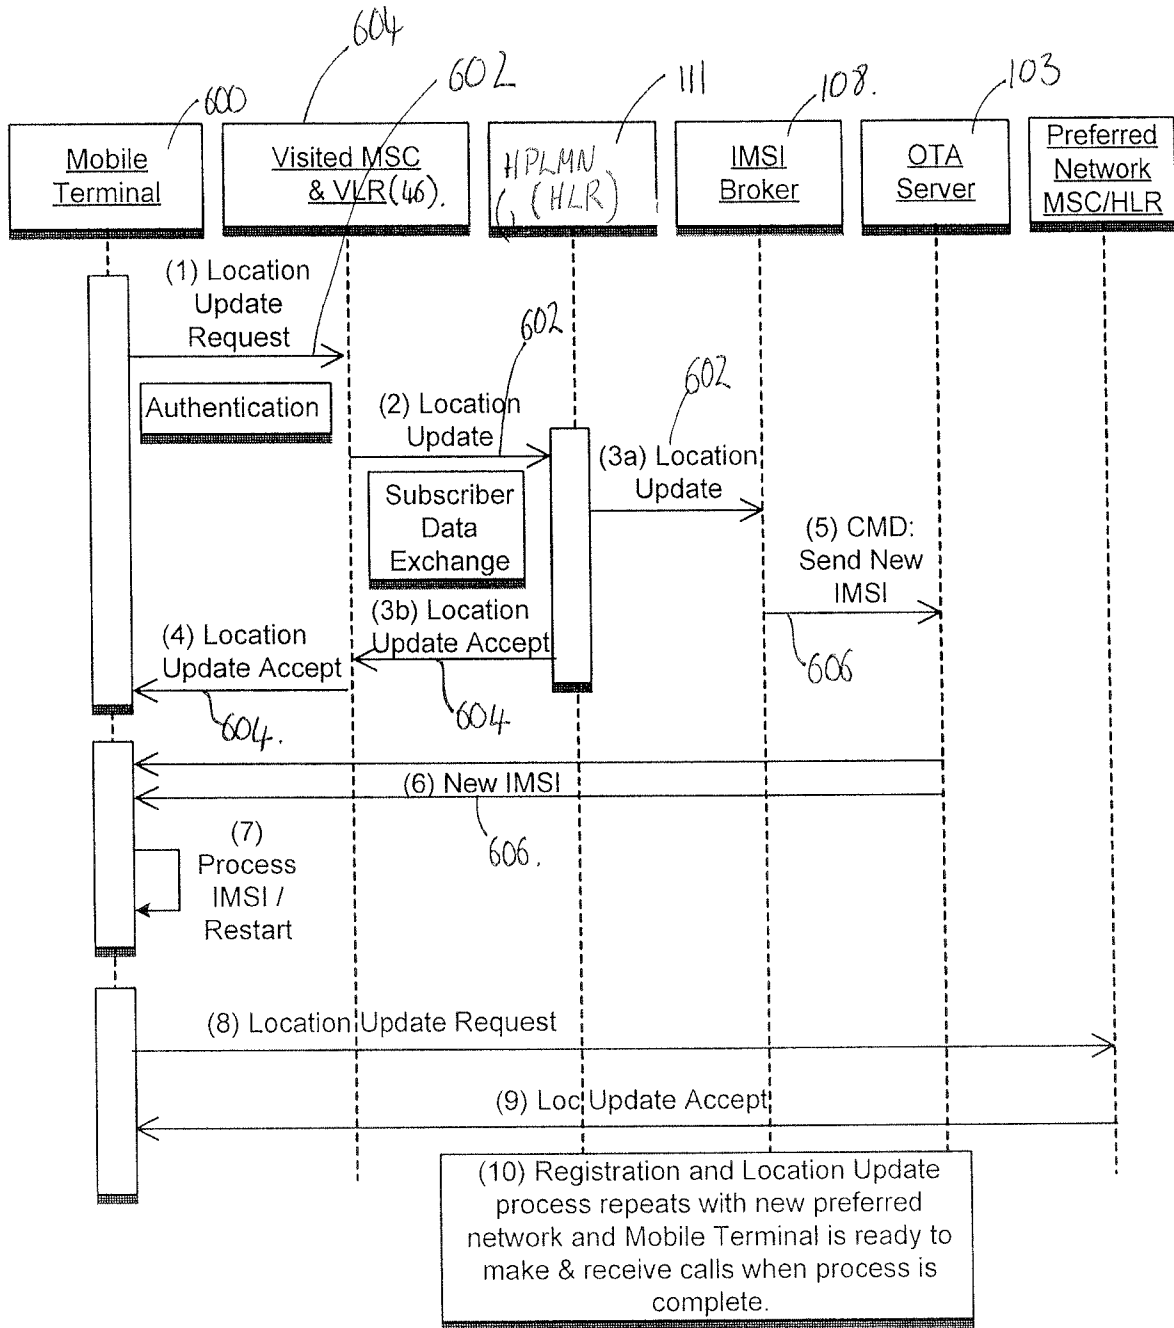 604
602
111
108.
103
600
Mobile
Terminal
Visited MSC
& VLR(46).
HPLMN
(HLR)
IMSI
Broker
OTA
Server
Preferred
Network
MSC/HLR
(1) Location
Update
Request
Authentication
602
(2) Location
Update
602
(3a) Location
Update
Subscriber
Data
Exchange
(5) CMD:
Send New
IMSI
606
(3b) Location
Update Accept
604
(4) Location
Update Accept
604.
(6) New IMSI
606.
(7)
Process
IMSI /
Restart
(8) Location Update Request
(9) Loc Update Accept
(10) Registration and Location Update
process repeats with new preferred
network and Mobile Terminal is ready to
make & receive calls when process is
complete.